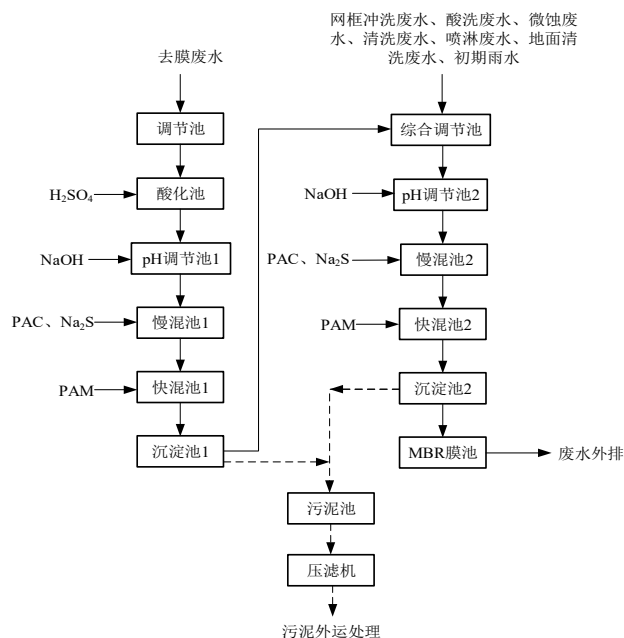 网框冲洗废水、酸洗废水、微蚀废
水、清洗废水、喷淋废水、地面清
洗废水、初期雨水
去膜废水
调节池
综合调节池
H₂SO₄
酸化池
NaOH
pH调节池2
NaOH
pH调节池1
PAC、Na₂S
慢混池2
PAC、Na₂S
慢混池1
PAM
快混池2
PAM
快混池1
沉淀池2
沉淀池1
MBR膜池
废水外排
污泥池
压滤机
污泥外运处理